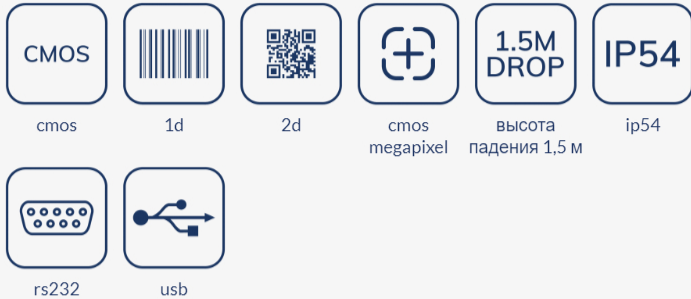 CMOS
1.5M
DROP
IP54
cmos
1d
2d
cmos
megapixel
высота
падения 1,5 м
ip54
rs232
usb